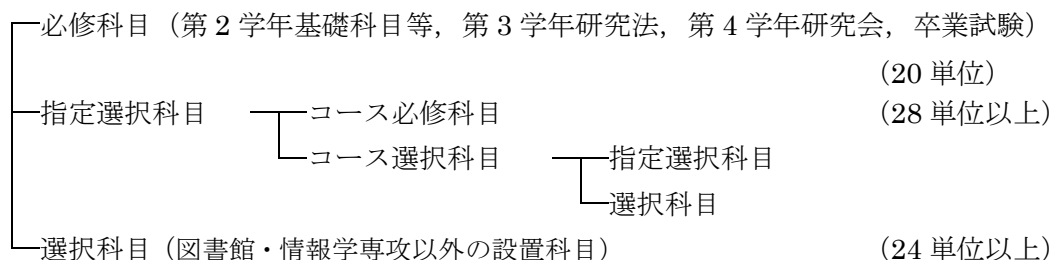 必修科目（第 2 学年基礎科目等，第 3 学年研究法，第 4 学年研究会，卒業試験）
（20 単位）
指定選択科目 コース必修科目 （28 単位以上）
コース選択科目 指定選択科目
選択科目
選択科目（図書館・情報学専攻以外の設置科目） （24 単位以上）